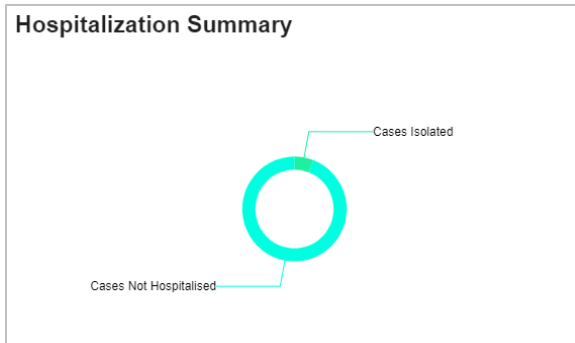 Hospitalization Summary
Cases Isolated
Cases Not Hospitalised